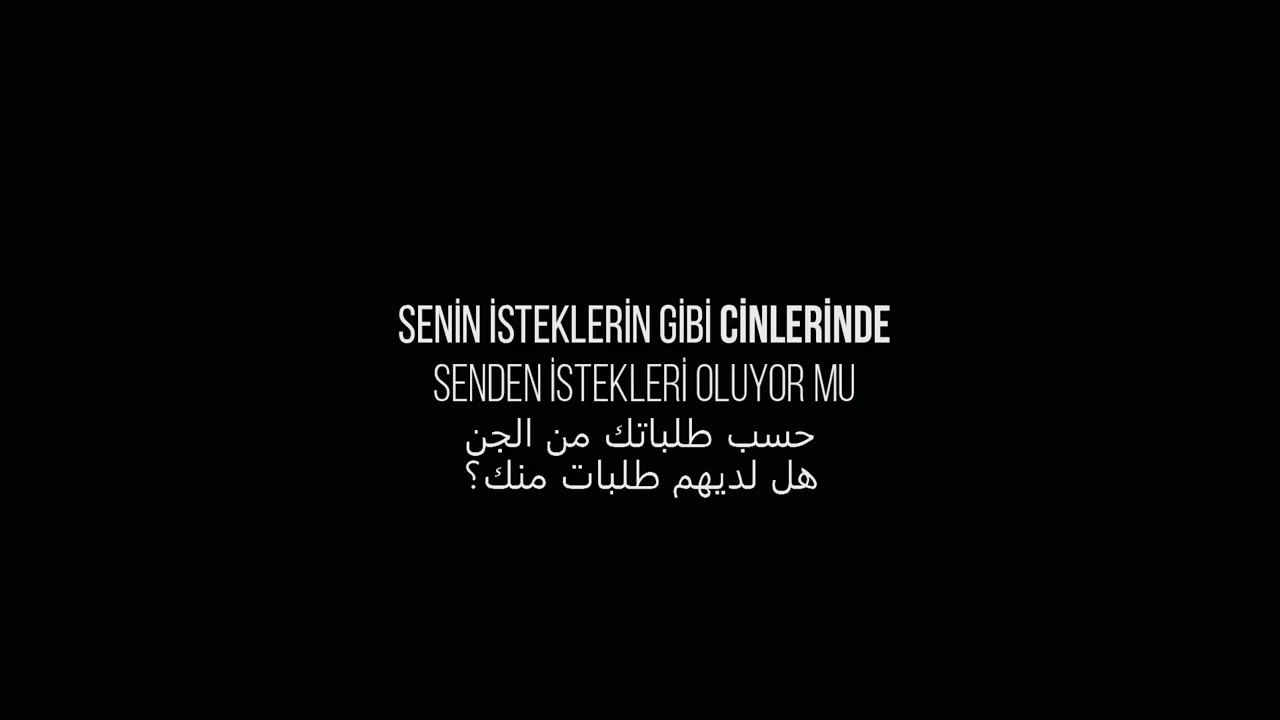 SENİN İSTEKLERİN GİBİ CİNLERİNDE
SENDEN İSTEKLERİ OLUYOR MU
حسب طلباتك من الجن
هل لديهم طلبات منك؟